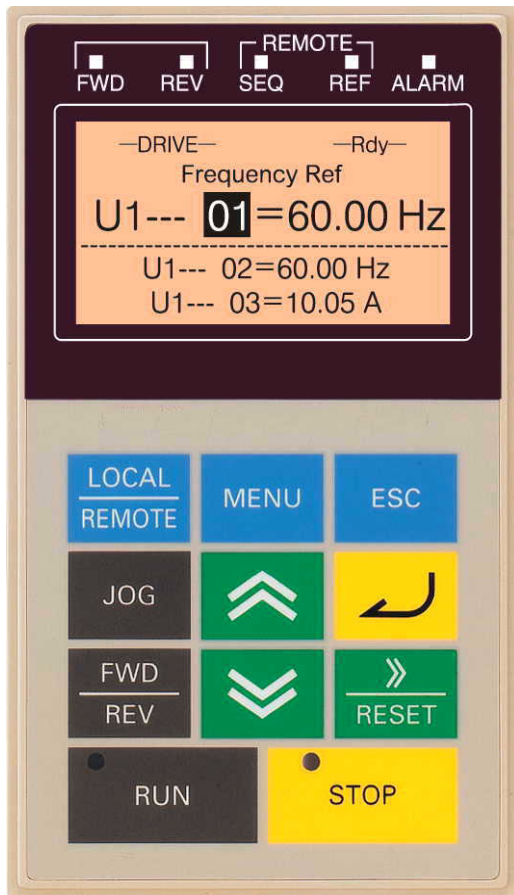 REMOTE
FWD REV SEQ REF ALARM
—DRIVE— —Rdy—
Frequency Ref
U1--- 01=60.00 Hz
U1--- 02=60.00 Hz
U1--- 03=10.05 A
LOCAL
REMOTE
MENU
ESC
JOG
FWD
REV
RESET
RUN
STOP